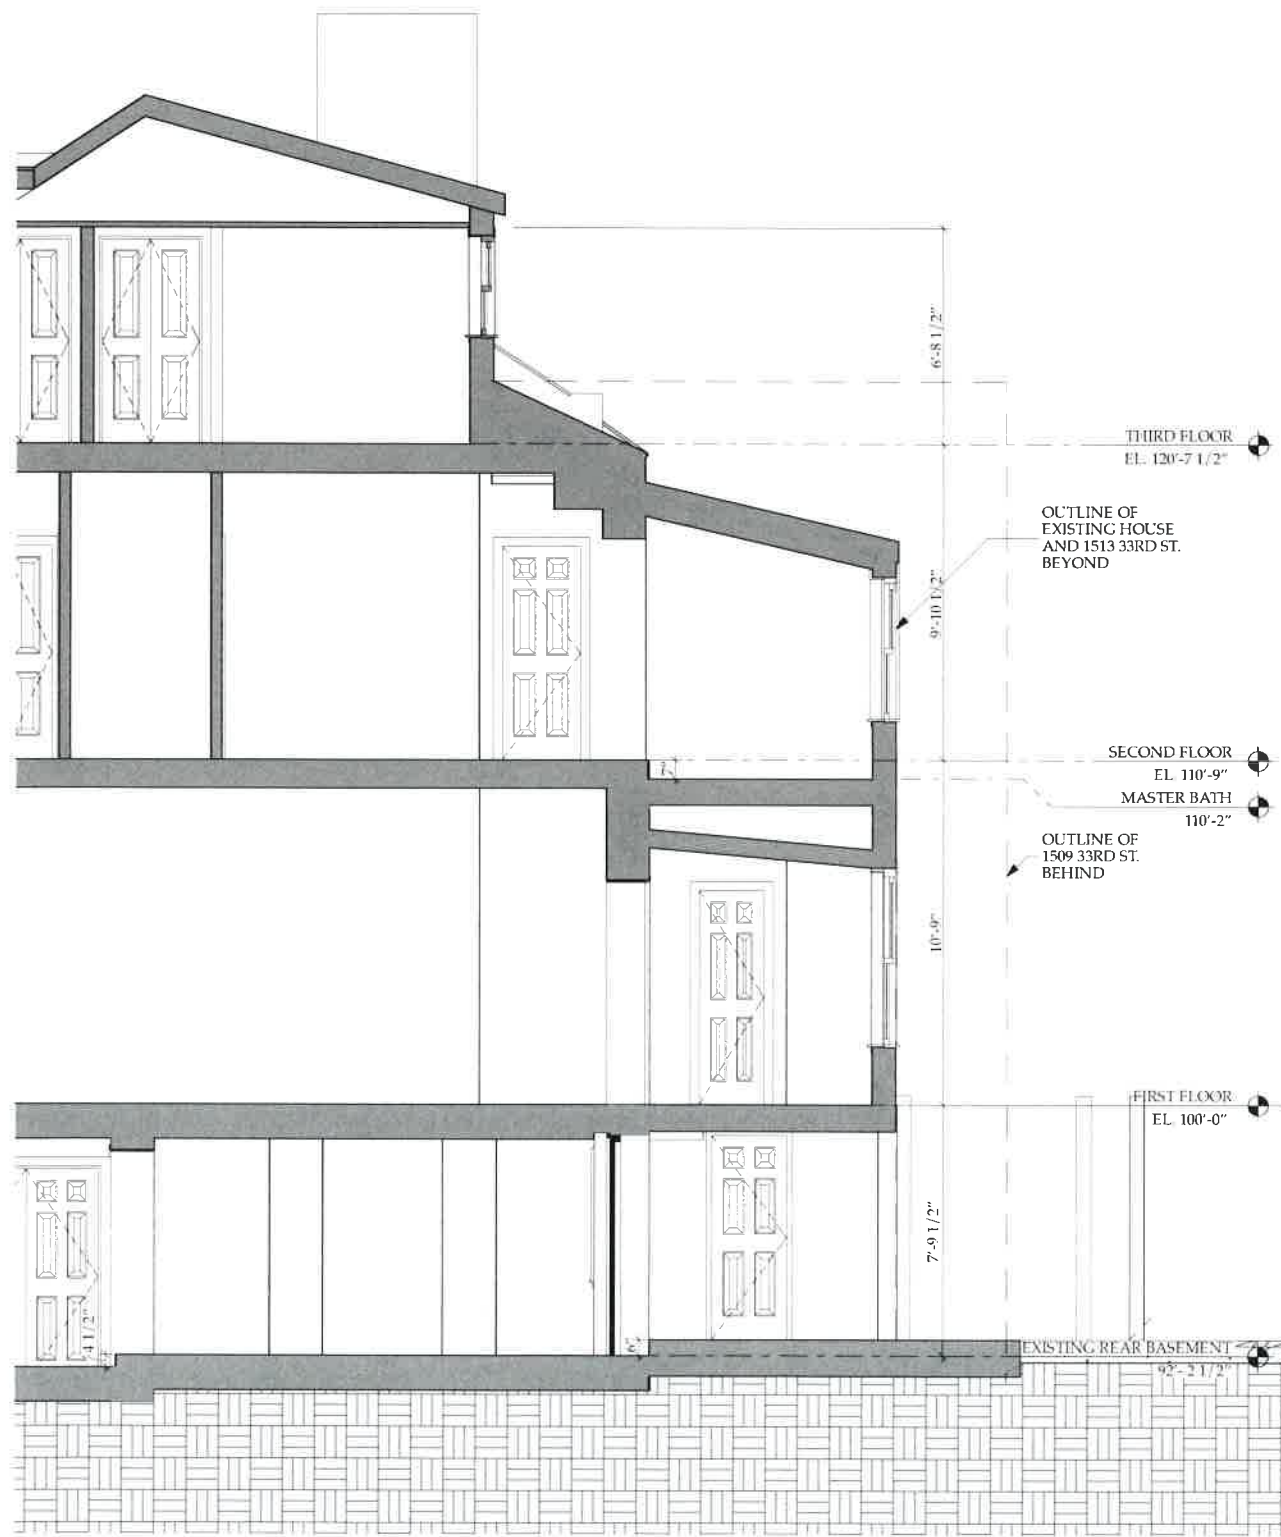 6'-8 1/2"
THIRD FLOOR
EL. 120'-7 1/2"
OUTLINE OF
EXISTING HOUSE
AND 1513 33RD ST.
BEYOND
9'-10 1/2"
SECOND FLOOR
EL. 110'-9"
7"
MASTER BATH
110'-2"
OUTLINE OF
1509 33RD ST.
BEHIND
10'-9"
FIRST FLOOR
EL. 100'-0"
7'-9 1/2"
4 1/2"
6"
EXISTING REAR BASEMENT
92'-2 1/2"